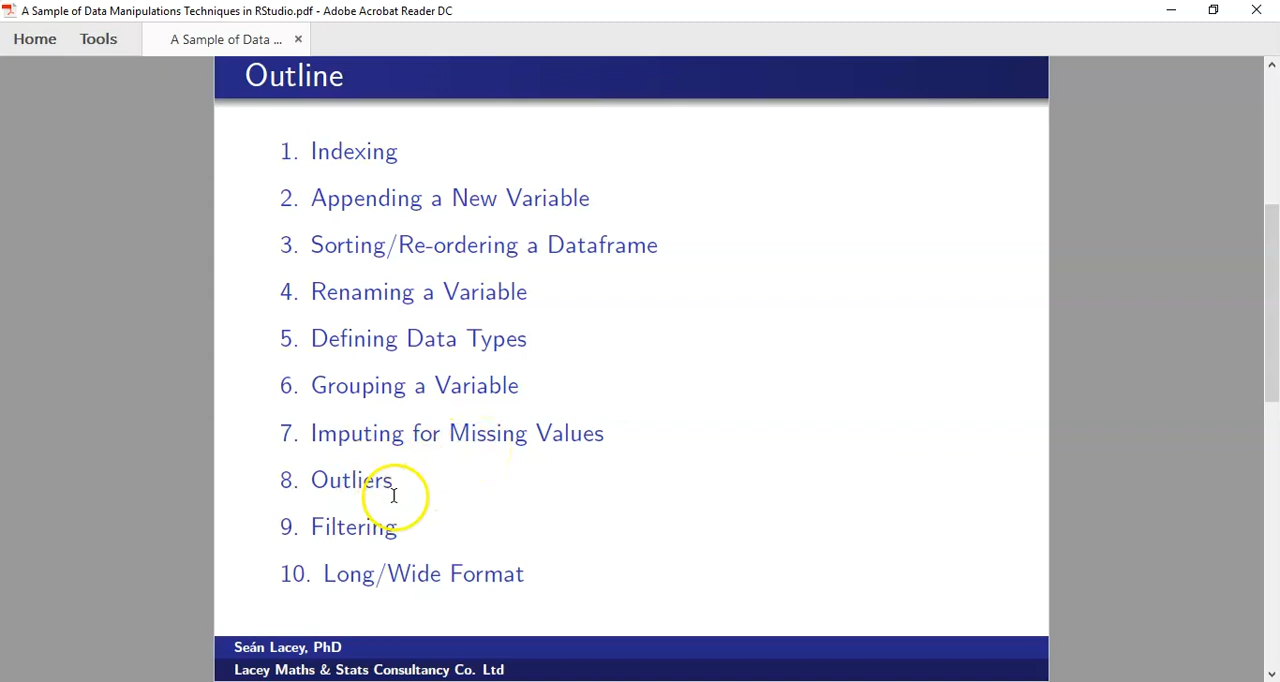 A Sample of Data Manipulations Techniques in RStudio.pdf - Adobe Acrobat Reader DC
Home Tools A Sample of Data ... ×
Outline
1. Indexing
2. Appending a New Variable
3. Sorting/Re-ordering a Dataframe
4. Renaming a Variable
5. Defining Data Types
6. Grouping a Variable
7. Imputing for Missing Values
8. Outliers
9. Filtering
10. Long/Wide Format
Seán Lacey, PhD
Lacey Maths & Stats Consultancy Co. Ltd